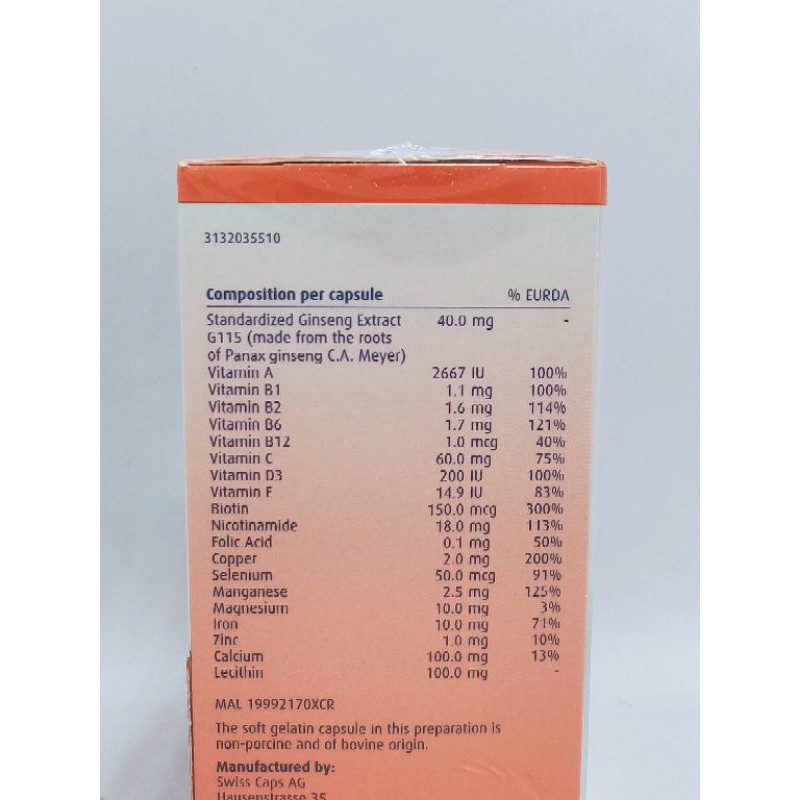 3132035510
Composition per capsule % EURDA
Standardized Ginseng Extract 40.0 mg -
G115 (made from the roots
of Panax ginseng C.A. Meyer)
Vitamin A 2667 IU 100%
Vitamin B1 1.1 mg 100%
Vitamin B2 1.6 mg 114%
Vitamin B6 1.7 mg 121%
Vitamin B12 1.0 mcg 40%
Vitamin C 60.0 mg 75%
Vitamin D3 200 IU 100%
Vitamin E 14.9 IU 83%
Biotin 150.0 mcg 300%
Nicotinamide 18.0 mg 113%
Folic Acid 0.1 mg 50%
Copper 2.0 mg 200%
Selenium 50.0 mcg 91%
Manganese 2.5 mg 125%
Magnesium 10.0 mg 3%
Iron 10.0 mg 71%
Zinc 1.0 mg 10%
Calcium 100.0 mg 13%
Lecithin 100.0 mg -
MAL 19992170XCR
The soft gelatin capsule in this preparation is
non-porcine and of bovine origin.
Manufactured by:
Swiss Caps AG
Hausenstrasse 35